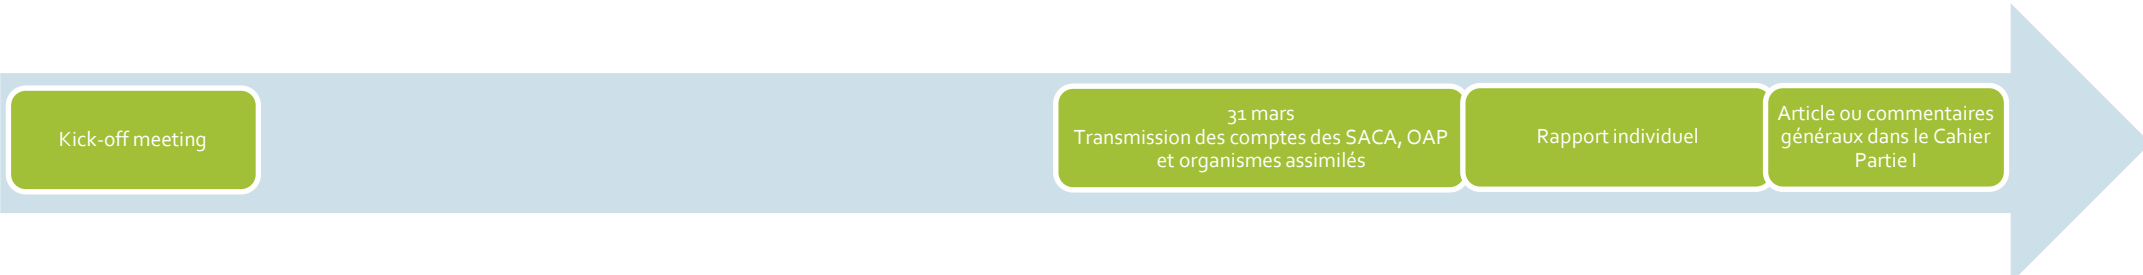 Kick-off meeting
31 mars
Transmission des comptes des SACA, OAP
et organismes assimilés
Rapport individuel
Article ou commentaires
généraux dans le Cahier
Partie I